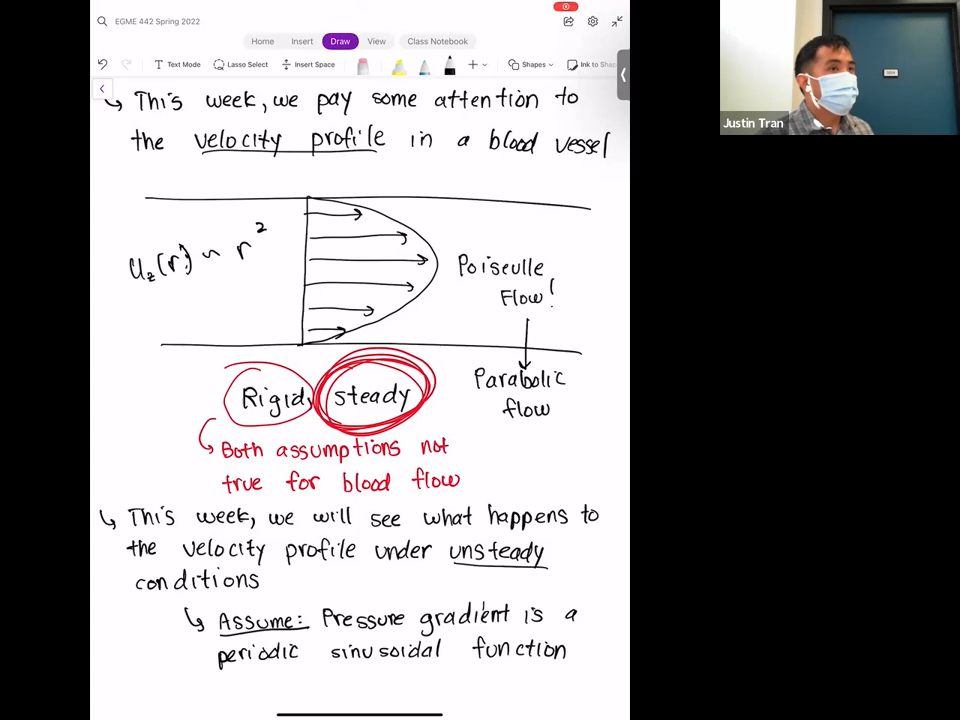 EGME 442 Spring 2022
Home Insert Draw View Class Notebook
Text Mode Lasso Select Insert Space Shapes Ink to Shap
↳ This week, we pay some attention to
the velocity profile in a blood vessel
Uz(r) ~ r²
Poiseulle
Flow!
Parabolic
flow
Rigid, steady
↳ Both assumptions not
true for blood flow
↳ This week, we will see what happens to
the velocity profile under unsteady
conditions
↳ Assume: Pressure gradient is a
periodic sinusoidal function
Justin Tran